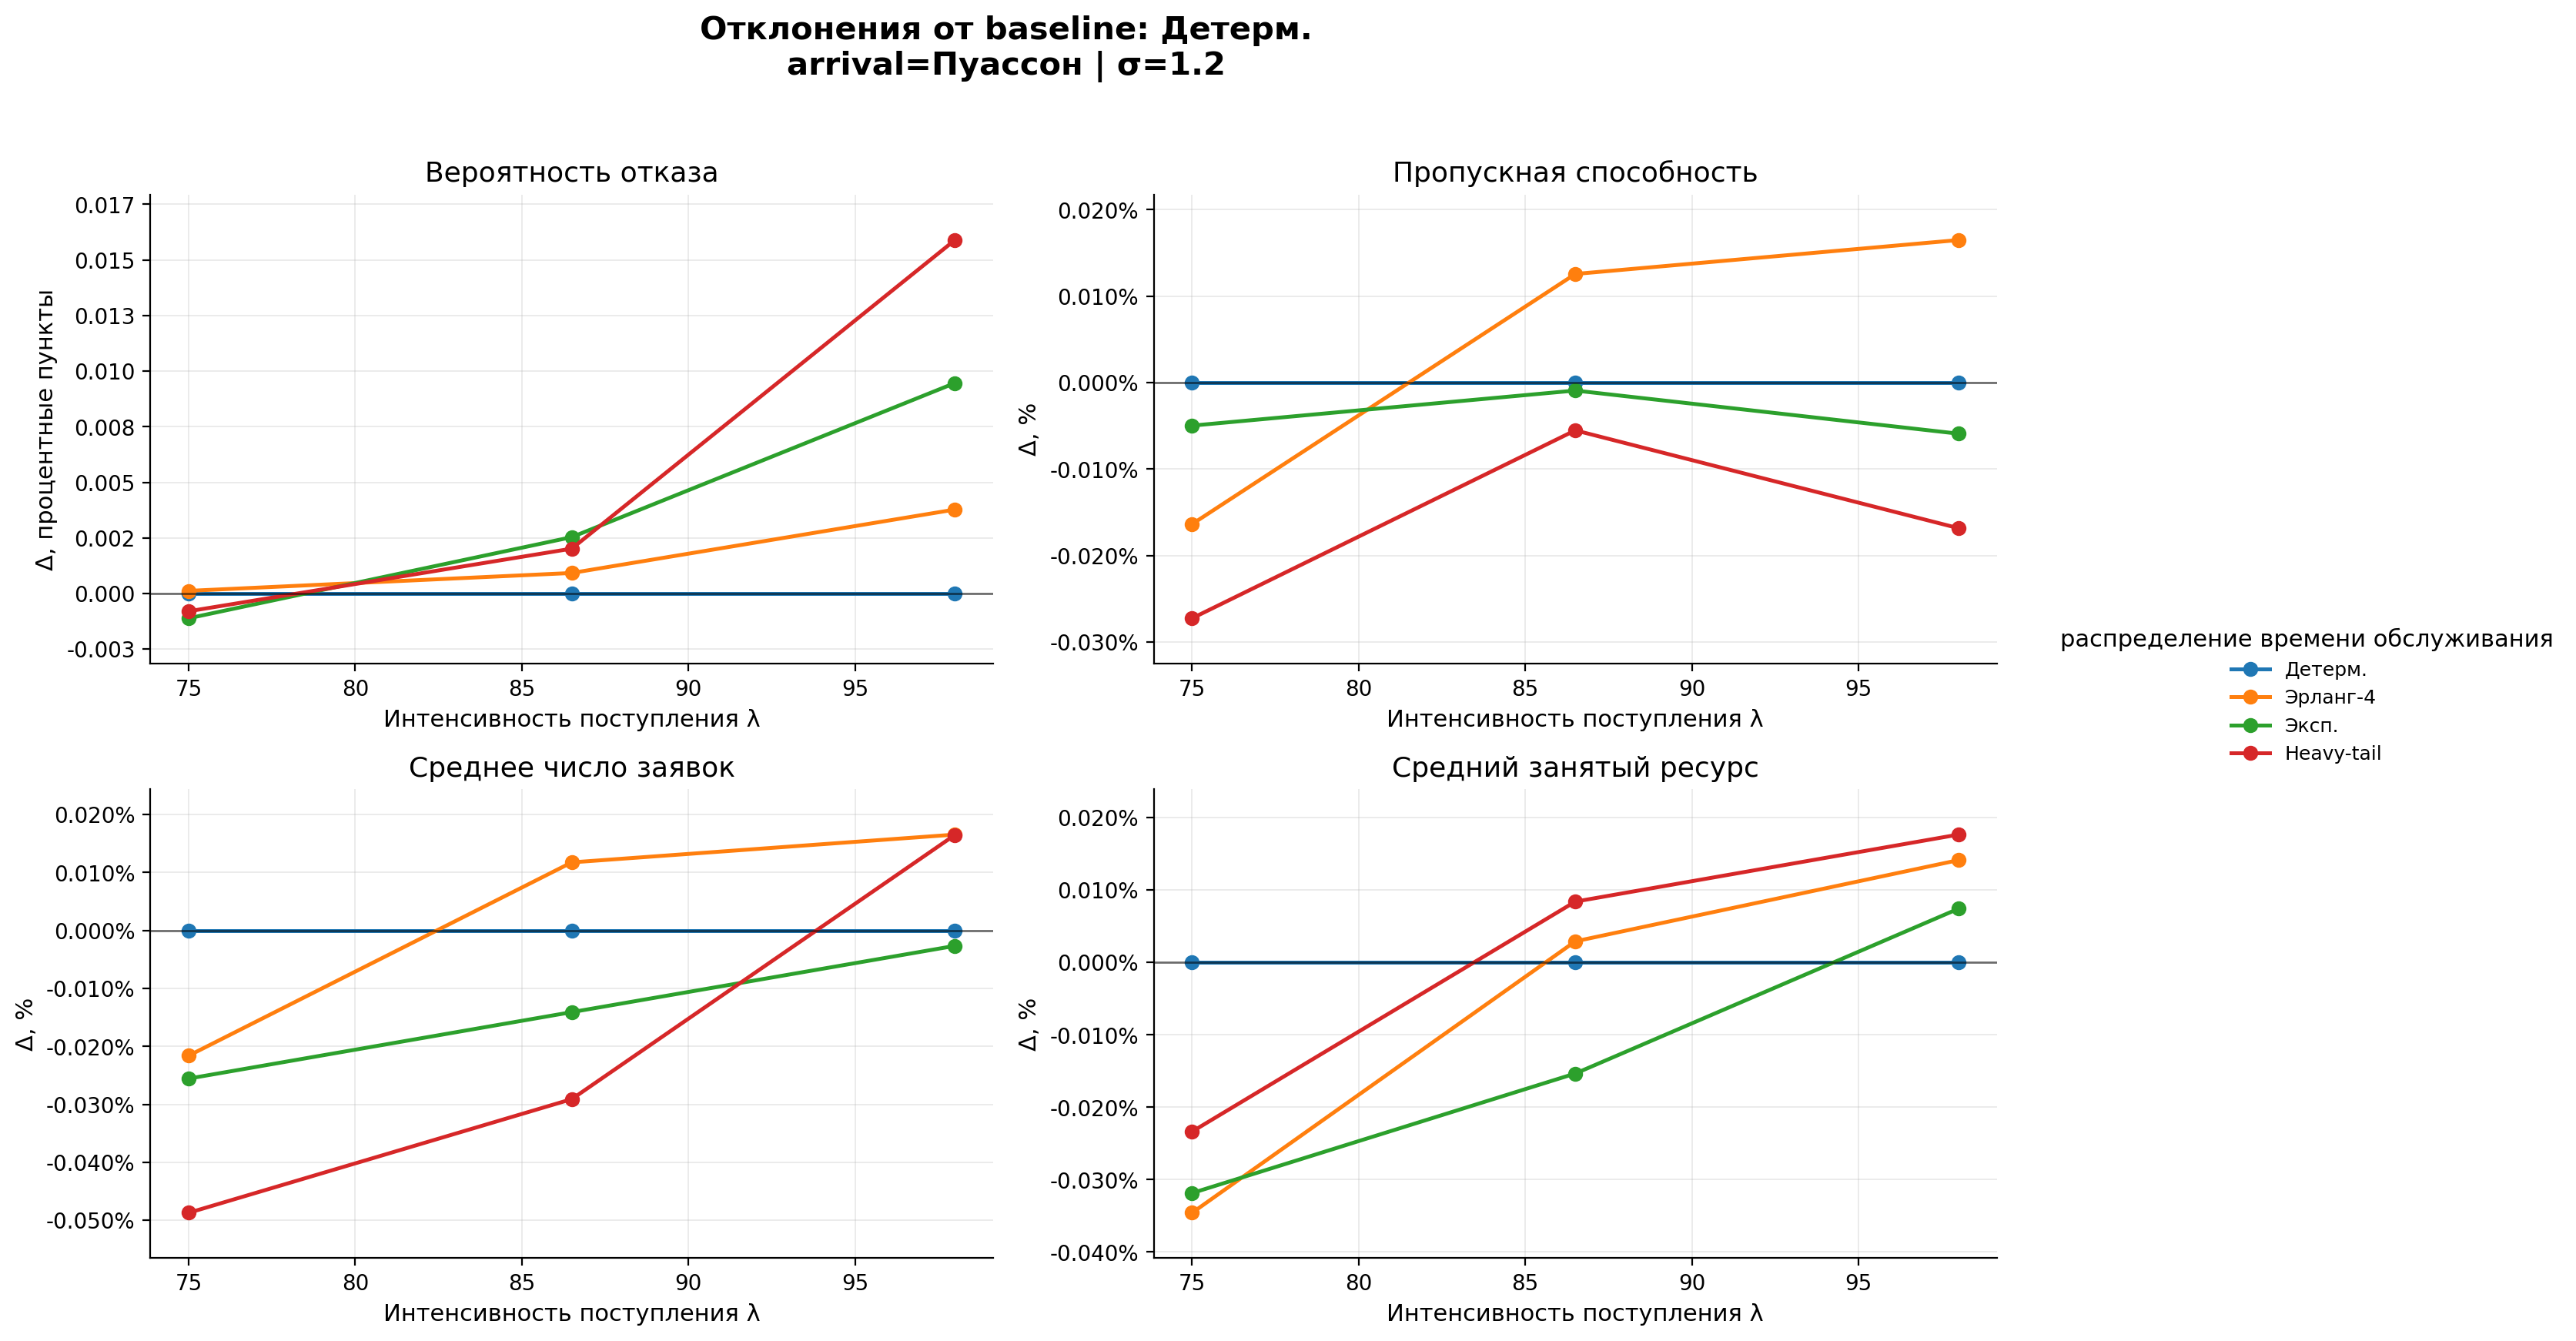 Отклонения от baseline: Детерм.
arrival=Пуассон | σ=1.2
Вероятность отказа
Δ, процентные пункты
0.017
0.015
0.013
0.010
0.008
0.005
0.002
0.000
-0.003
75 80 85 90 95
Интенсивность поступления λ
Пропускная способность
Δ, %
0.020%
0.010%
0.000%
-0.010%
-0.020%
-0.030%
75 80 85 90 95
Интенсивность поступления λ
распределение времени обслуживания
Детерм.
Эрланг-4
Эксп.
Heavy-tail
Среднее число заявок
Δ, %
0.020%
0.010%
0.000%
-0.010%
-0.020%
-0.030%
-0.040%
-0.050%
75 80 85 90 95
Интенсивность поступления λ
Средний занятый ресурс
Δ, %
0.020%
0.010%
0.000%
-0.010%
-0.020%
-0.030%
-0.040%
75 80 85 90 95
Интенсивность поступления λ